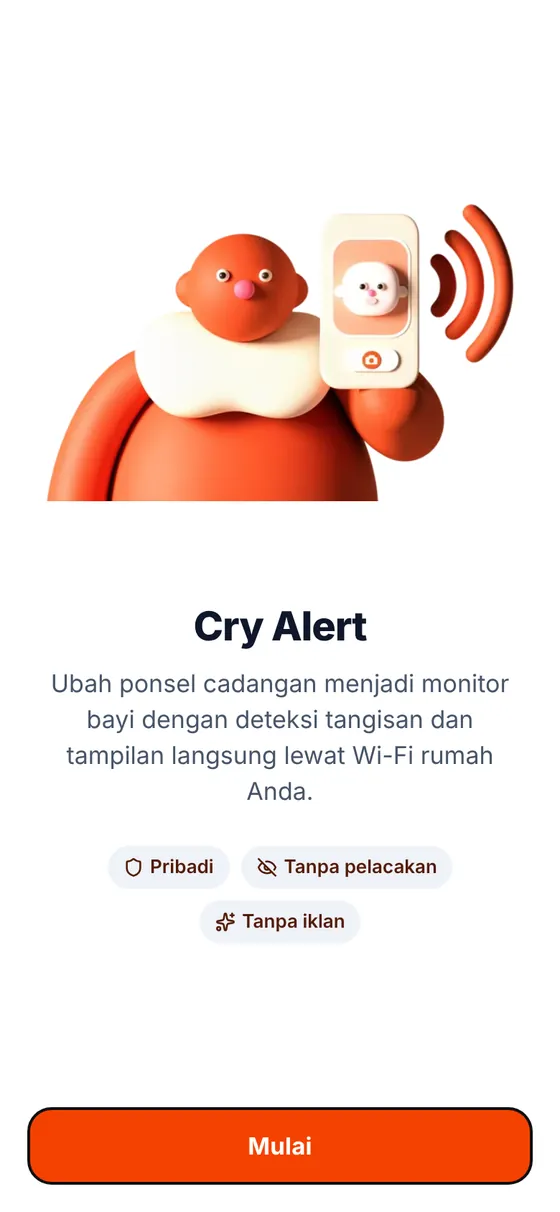 Cry Alert
Ubah ponsel cadangan menjadi monitor
bayi dengan deteksi tangisan dan
tampilan langsung lewat Wi-Fi rumah
Anda.
Pribadi
Tanpa pelacakan
Tanpa iklan
Mulai